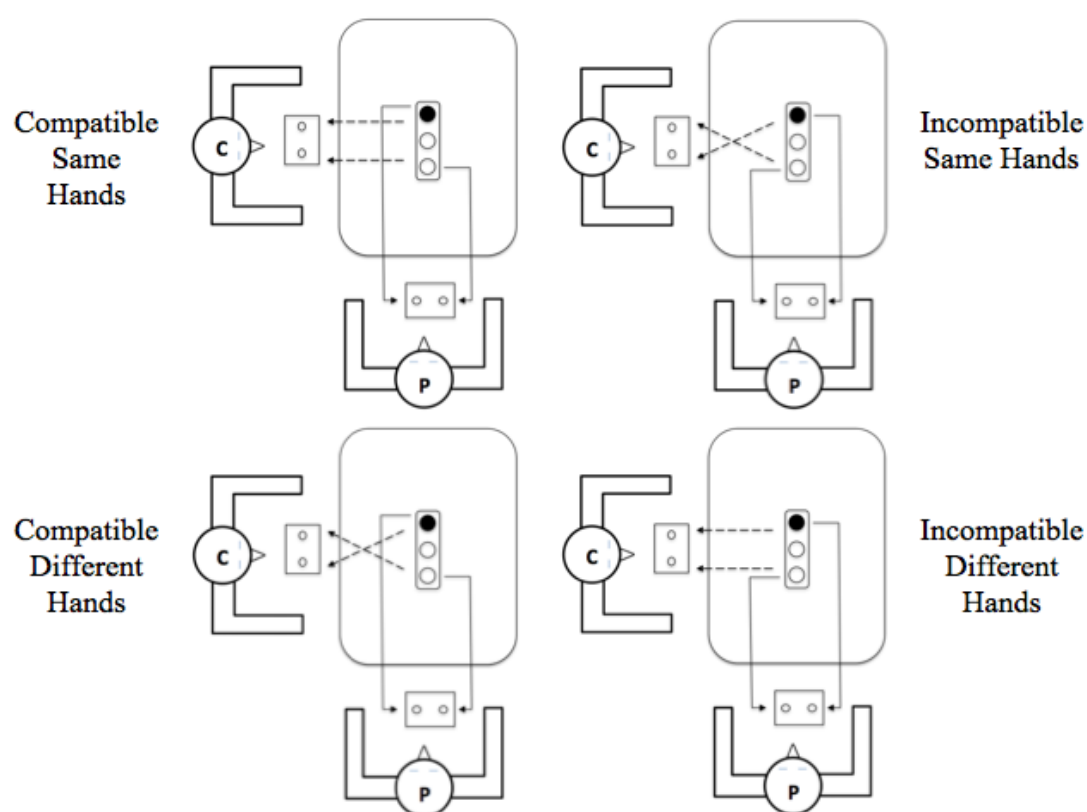 Compatible
Same
Hands
C
P
Incompatible
Same Hands
C
P
Compatible
Different
Hands
C
P
Incompatible
Different
Hands
C
P